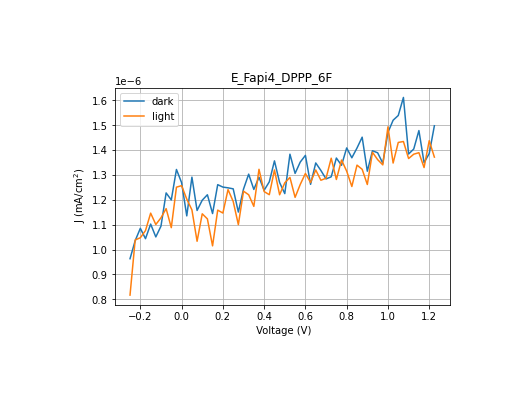 E_Fapi4_DPPP_6F
1e−6
dark
light
J (mA/cm²)
1.6
1.5
1.4
1.3
1.2
1.1
1.0
0.9
0.8
−0.2 0.0 0.2 0.4 0.6 0.8 1.0 1.2
Voltage (V)